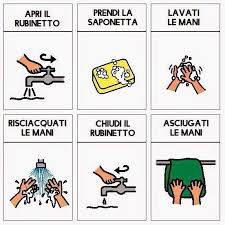 APRI IL
RUBINETTO
PRENDI LA
SAPONETTA
LAVATI
LE MANI
RISCIACQUATI
LE MANI
CHIUDI IL
RUBINETTO
ASCIUGATI
LE MANI